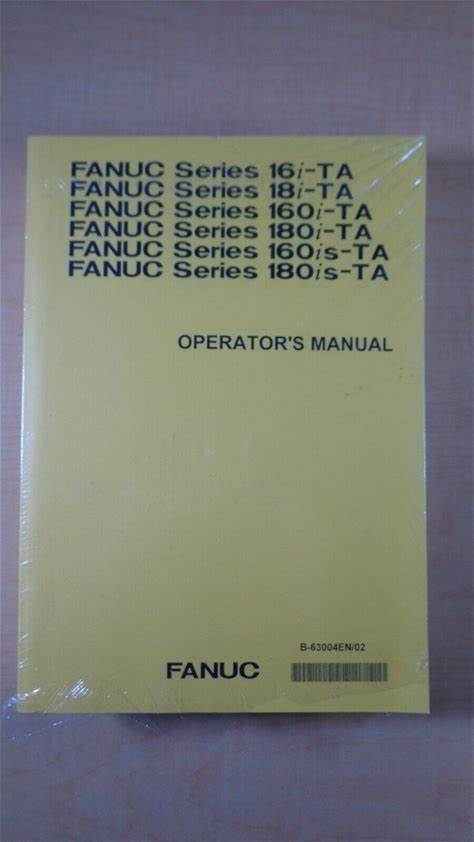 FANUC Series 16i-TA
FANUC Series 18i-TA
FANUC Series 160i-TA
FANUC Series 180i-TA
FANUC Series 160is-TA
FANUC Series 180is-TA
OPERATOR'S MANUAL
B-63004EN/02
FANUC